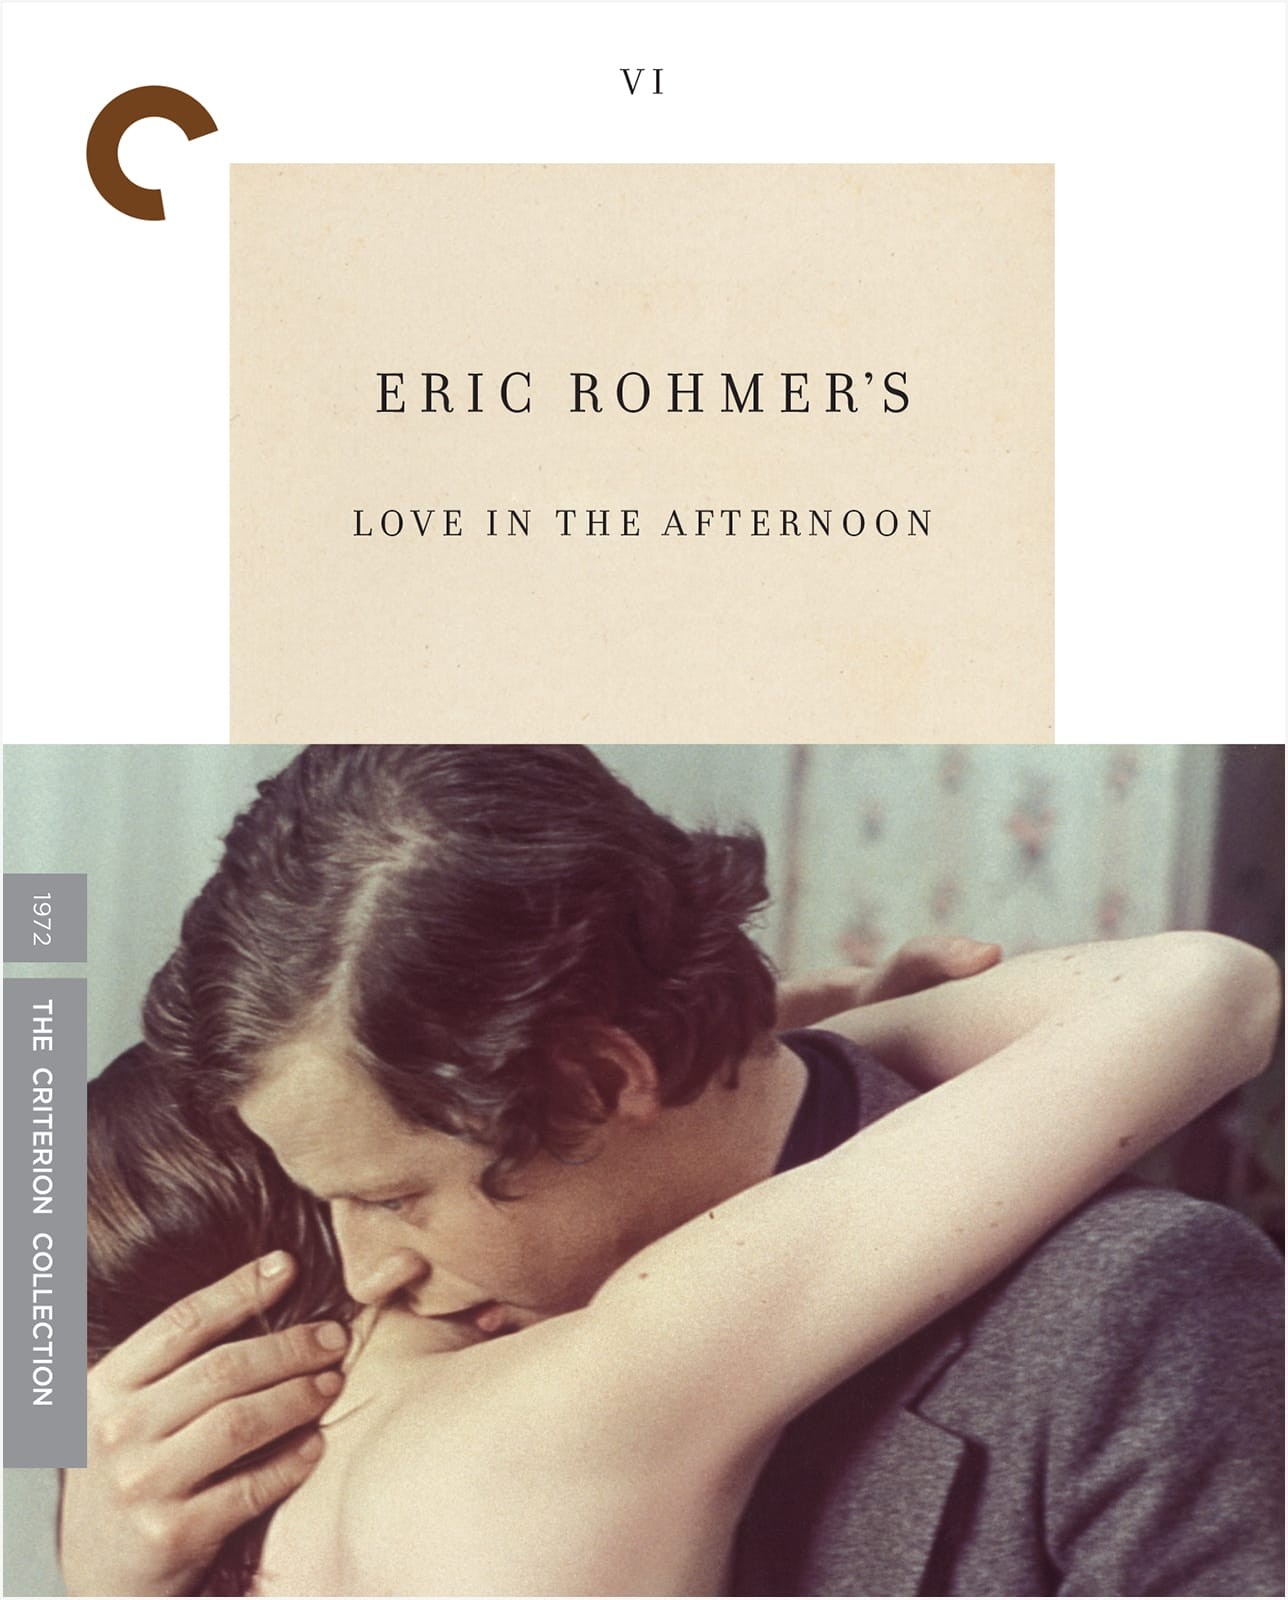 VI
ERIC ROHMER’S
LOVE IN THE AFTERNOON
1972
THE CRITERION COLLECTION